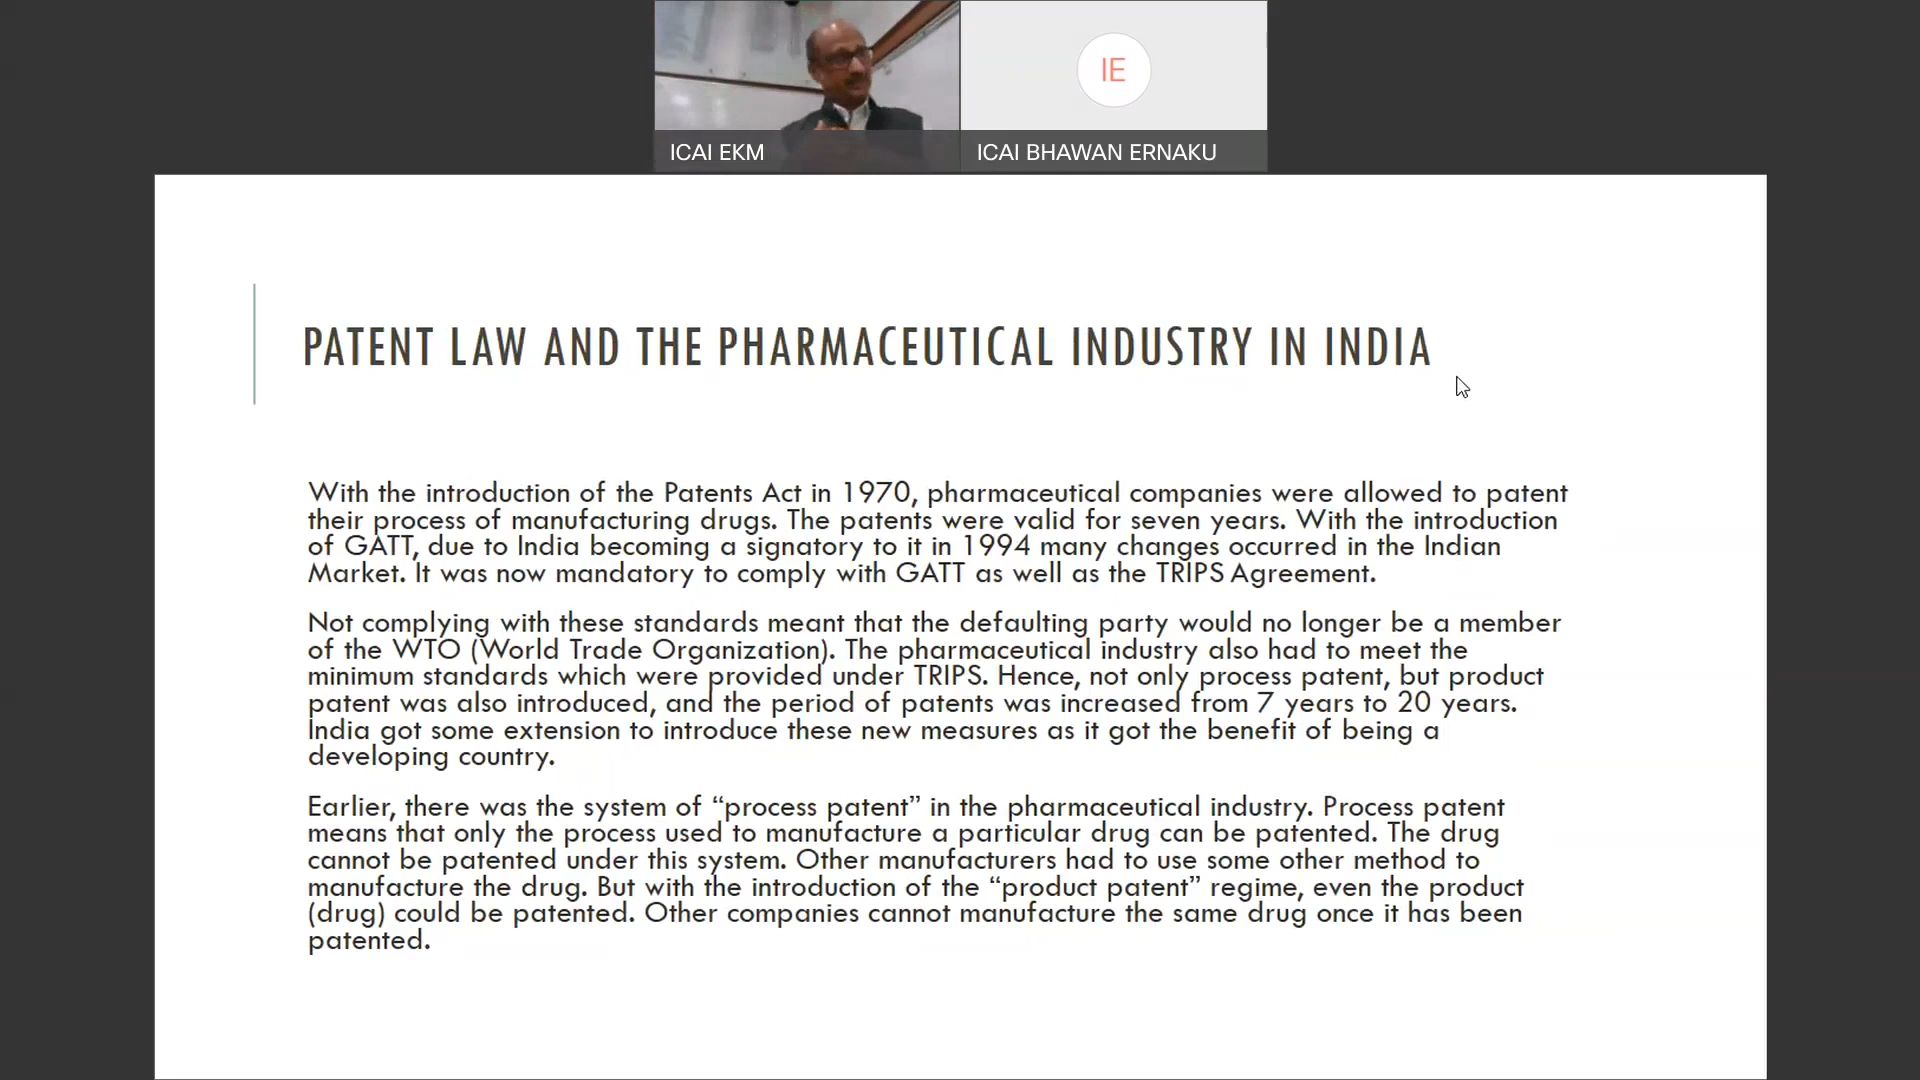 IE
ICAI EKM
ICAI BHAWAN ERNAKU
PATENT LAW AND THE PHARMACEUTICAL INDUSTRY IN INDIA
With the introduction of the Patents Act in 1970, pharmaceutical companies were allowed to patent
their process of manufacturing drugs. The patents were valid for seven years. With the introduction
of GATT, due to India becoming a signatory to it in 1994 many changes occurred in the Indian
Market. It was now mandatory to comply with GATT as well as the TRIPS Agreement.
Not complying with these standards meant that the defaulting party would no longer be a member
of the WTO (World Trade Organization). The pharmaceutical industry also had to meet the
minimum standards which were provided under TRIPS. Hence, not only process patent, but product
patent was also introduced, and the period of patents was increased from 7 years to 20 years.
India got some extension to introduce these new measures as it got the benefit of being a
developing country.
Earlier, there was the system of “process patent” in the pharmaceutical industry. Process patent
means that only the process used to manufacture a particular drug can be patented. The drug
cannot be patented under this system. Other manufacturers had to use some other method to
manufacture the drug. But with the introduction of the “product patent” regime, even the product
(drug) could be patented. Other companies cannot manufacture the same drug once it has been
patented.